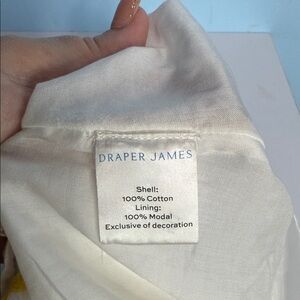 DRAPER JAMES
Shell:
100% Cotton
Lining:
100% Modal
Exclusive of decoration